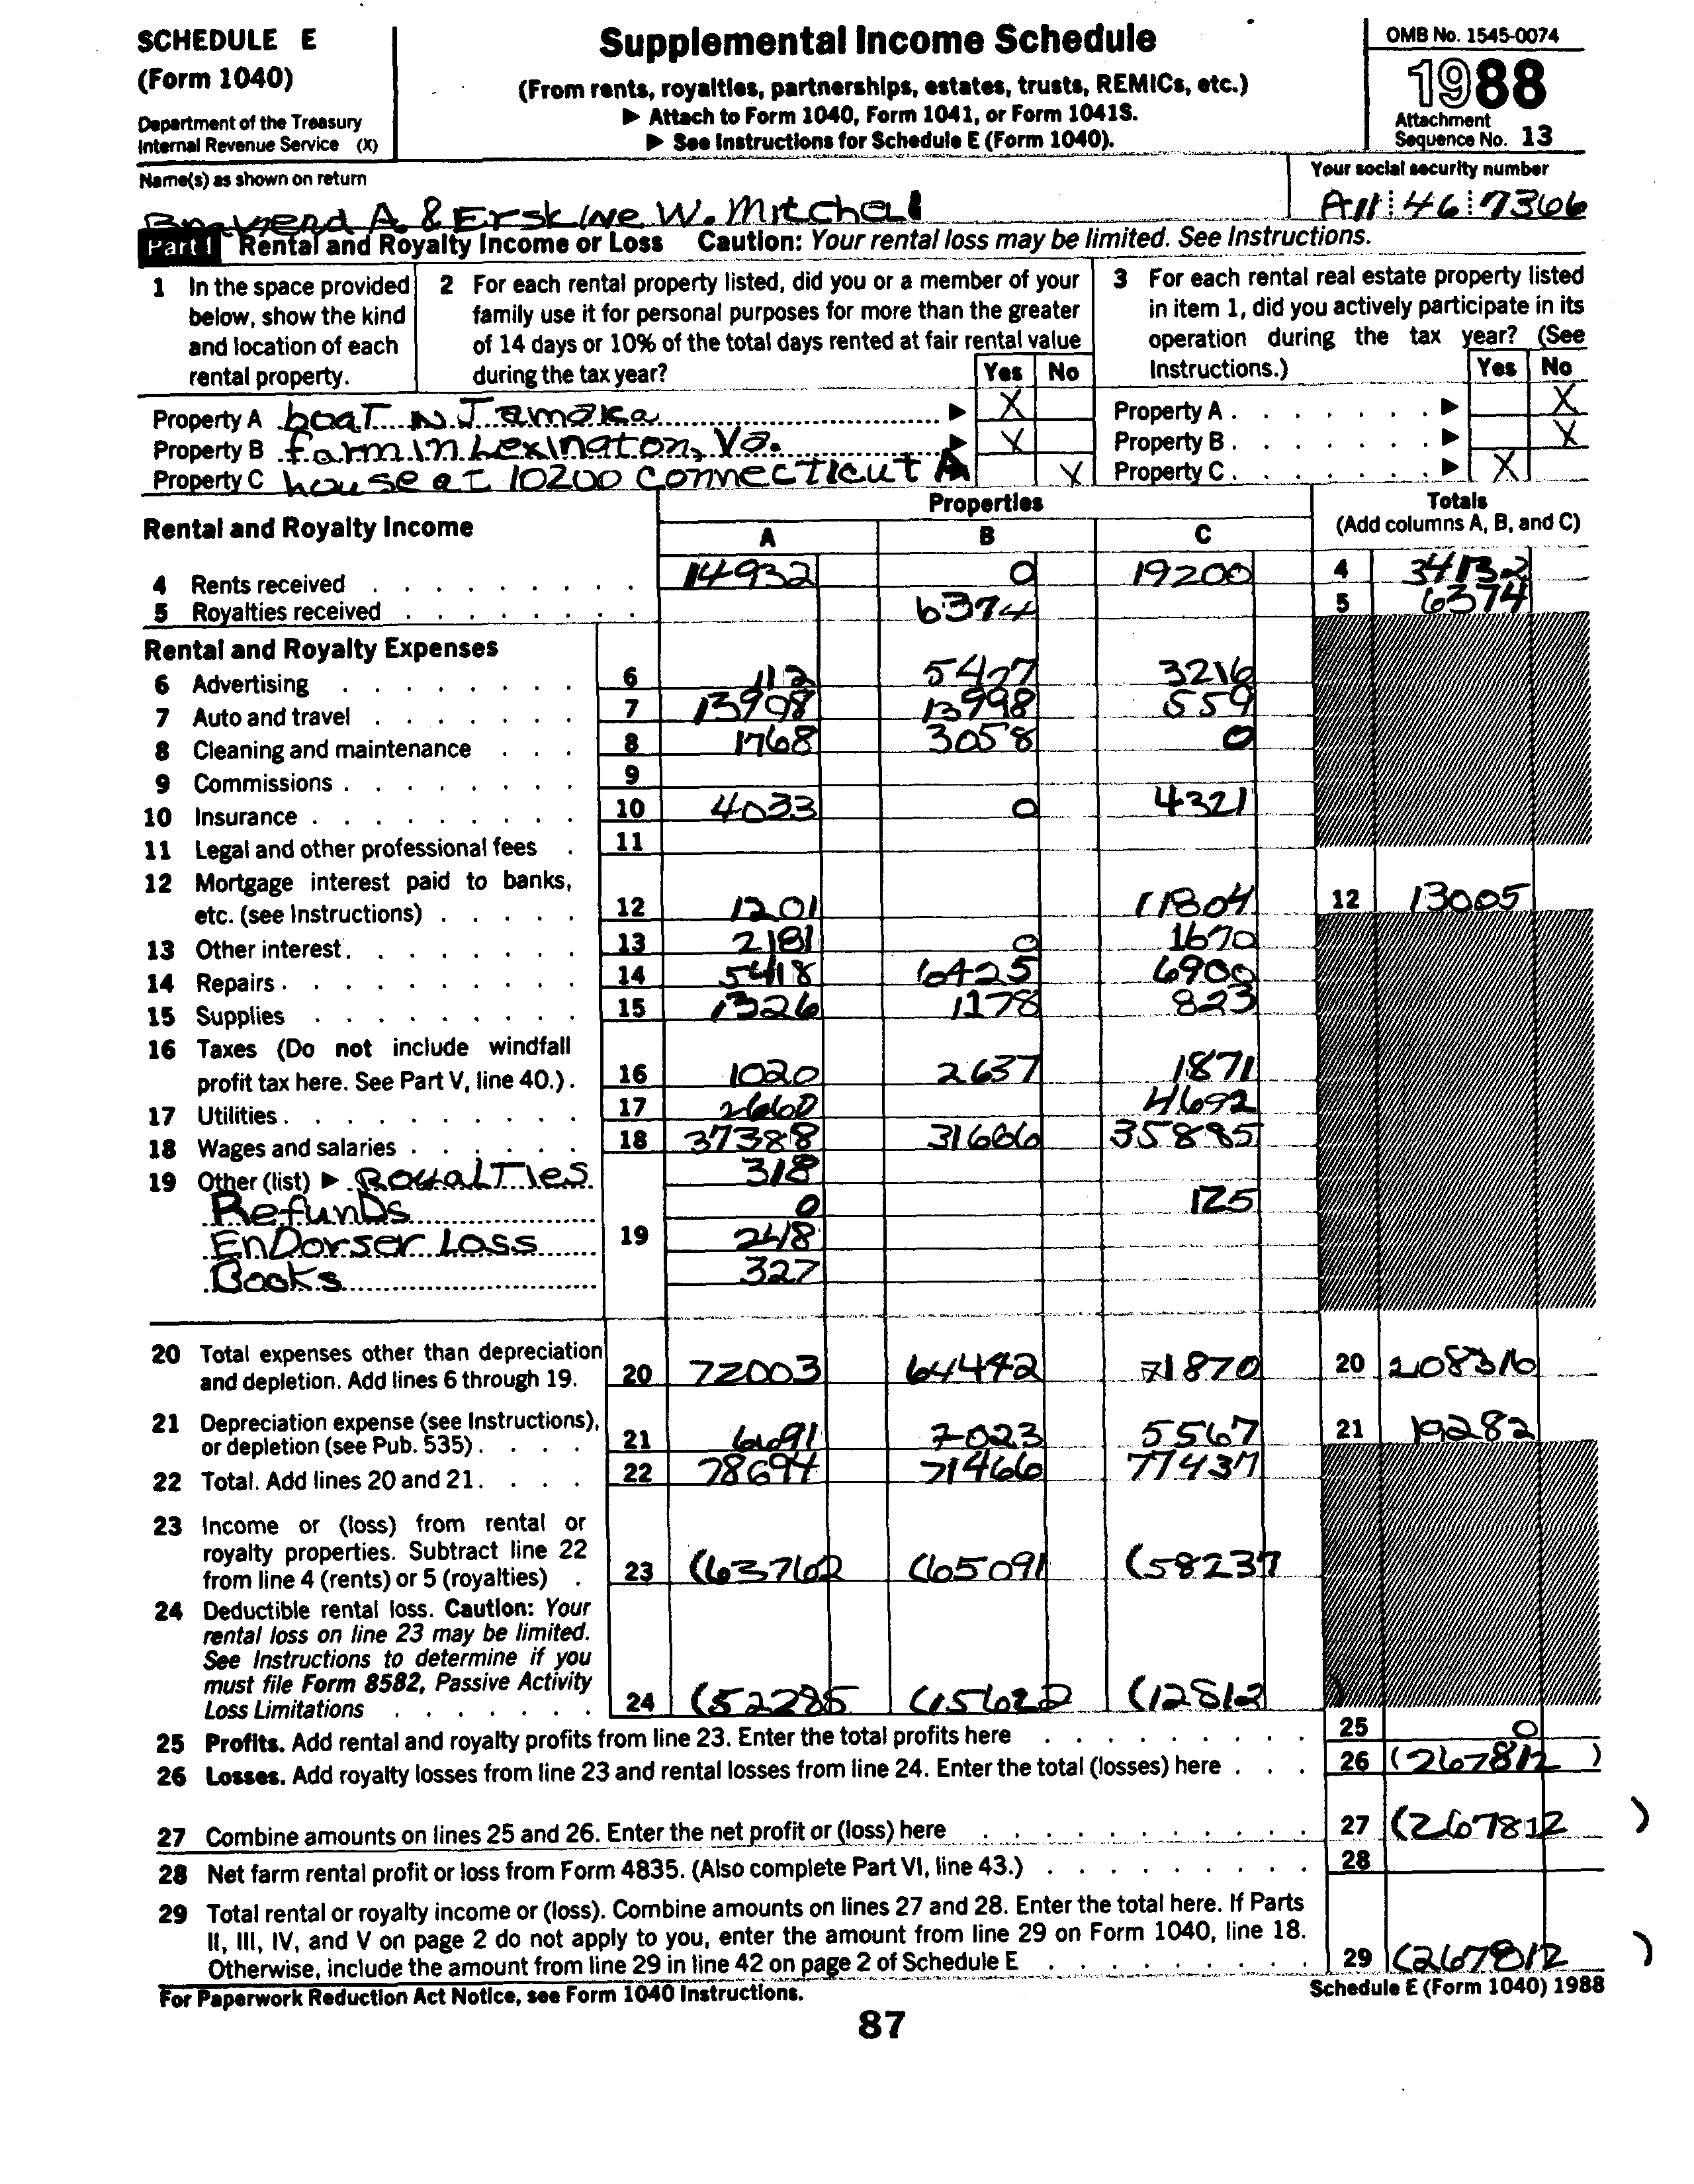 SCHEDULE E
(Form 1040)
Department of the Treasury
Internal Revenue Service (X)
Supplemental Income Schedule
(From rents, royalties, partnerships, estates, trusts, REMICs, etc.)
▶ Attach to Form 1040, Form 1041, or Form 1041S.
▶ See Instructions for Schedule E (Form 1040).
OMB No. 1545-0074
1988
Attachment
Sequence No. 13
Name(s) as shown on return
Your social security number
A. & Erskine W. Mitchel
46 7366
Part I Rental and Royalty Income or Loss Caution: Your rental loss may be limited. See Instructions.
1 In the space provided below, show the kind and location of each rental property.
2 For each rental property listed, did you or a member of your family use it for personal purposes for more than the greater of 14 days or 10% of the total days rented at fair rental value during the tax year?
Yes No
3 For each rental real estate property listed in item 1, did you actively participate in its operation during the tax year? (See Instructions.)
Yes No
Property A boat N Jamaka ▶ X Property A ▶ X
Property B farm in Lexington, Va. ▶ X Property B ▶ X
Property C house at 10200 connecticut A X Property C ▶ X
Rental and Royalty Income
Properties
A B C
Totals
(Add columns A, B, and C)
4 Rents received 14932 0 19200 4 34132
5 Royalties received 6374 5 6374
Rental and Royalty Expenses
6 Advertising 6 112 5407 3216
7 Auto and travel 7 13908 13998 559
8 Cleaning and maintenance 8 1768 3058 0
9 Commissions 9
10 Insurance 10 4033 0 4321
11 Legal and other professional fees 11
12 Mortgage interest paid to banks,
etc. (see Instructions) 12 1201 11804 12 13005
13 Other interest 13 2181 0 1670
14 Repairs 14 5418 6425 6900
15 Supplies 15 1326 1178 823
16 Taxes (Do not include windfall
profit tax here. See Part V, line 40.) 16 1020 2637 1871
17 Utilities 17 2660 4692
18 Wages and salaries 18 37388 31666 35885
19 Other (list) ▶ Royalties 318
Refunds 0 125
Endorser Loss 19 248
Books 327
20 Total expenses other than depreciation
and depletion. Add lines 6 through 19. 20 72003 64442 71870 20 208316
21 Depreciation expense (see Instructions),
or depletion (see Pub. 535) 21 6691 7023 5567 21 19282
22 Total. Add lines 20 and 21 22 78694 71466 77437
23 Income or (loss) from rental or
royalty properties. Subtract line 22
from line 4 (rents) or 5 (royalties) 23 (63762 (65091 (58237
24 Deductible rental loss. Caution: Your
rental loss on line 23 may be limited.
See Instructions to determine if you
must file Form 8582, Passive Activity
Loss Limitations 24 (52285 (15622 (12813 )
25 Profits. Add rental and royalty profits from line 23. Enter the total profits here 25 0
26 Losses. Add royalty losses from line 23 and rental losses from line 24. Enter the total (losses) here 26 (267812 )
27 Combine amounts on lines 25 and 26. Enter the net profit or (loss) here 27 (267812 )
28 Net farm rental profit or loss from Form 4835. (Also complete Part VI, line 43.) 28
29 Total rental or royalty income or (loss). Combine amounts on lines 27 and 28. Enter the total here. If Parts
II, III, IV, and V on page 2 do not apply to you, enter the amount from line 29 on Form 1040, line 18.
Otherwise, include the amount from line 29 in line 42 on page 2 of Schedule E 29 (267812 )
For Paperwork Reduction Act Notice, see Form 1040 Instructions.
Schedule E (Form 1040) 1988
87